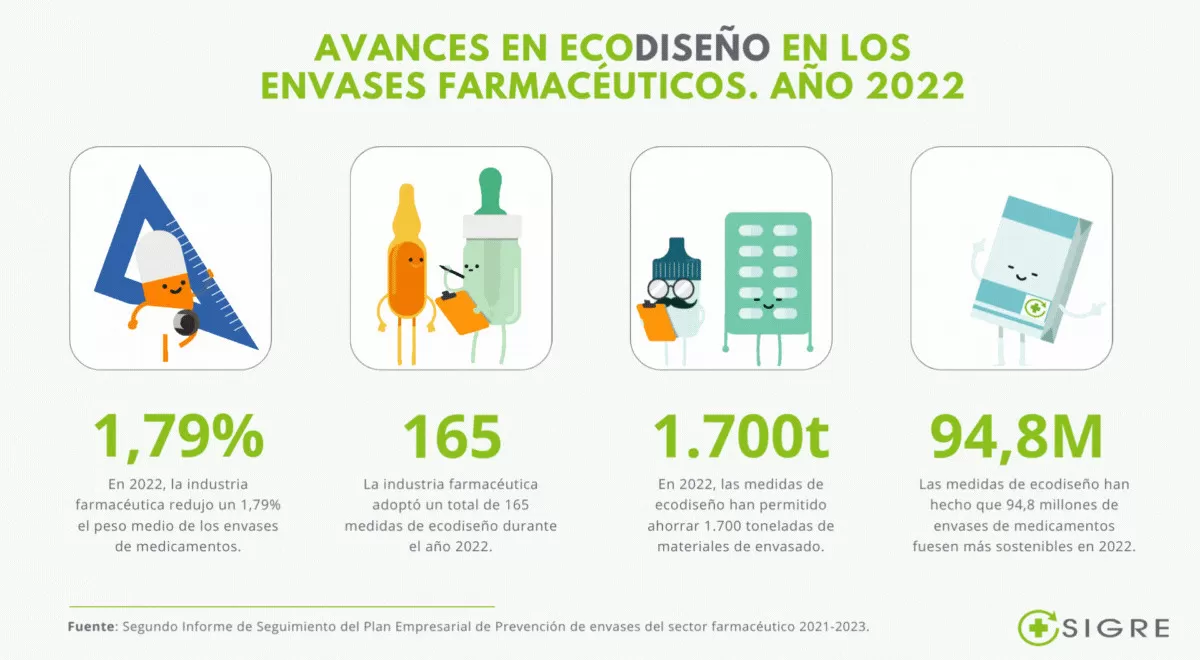 AVANCES EN ECODISEÑO EN LOS
ENVASES FARMACÉUTICOS. AÑO 2022
1,79%
En 2022, la industria
farmacéutica redujo un 1,79%
el peso medio de los envases
de medicamentos.
165
La industria farmacéutica
adoptó un total de 165
medidas de ecodiseño durante
el año 2022.
1.700t
En 2022, las medidas de
ecodiseño han permitido
ahorrar 1.700 toneladas de
materiales de envasado.
94,8M
Las medidas de ecodiseño han
hecho que 94,8 millones de
envases de medicamentos
fuesen más sostenibles en 2022.
Fuente: Segundo Informe de Seguimiento del Plan Empresarial de Prevención de envases del sector farmacéutico 2021-2023.
SIGRE